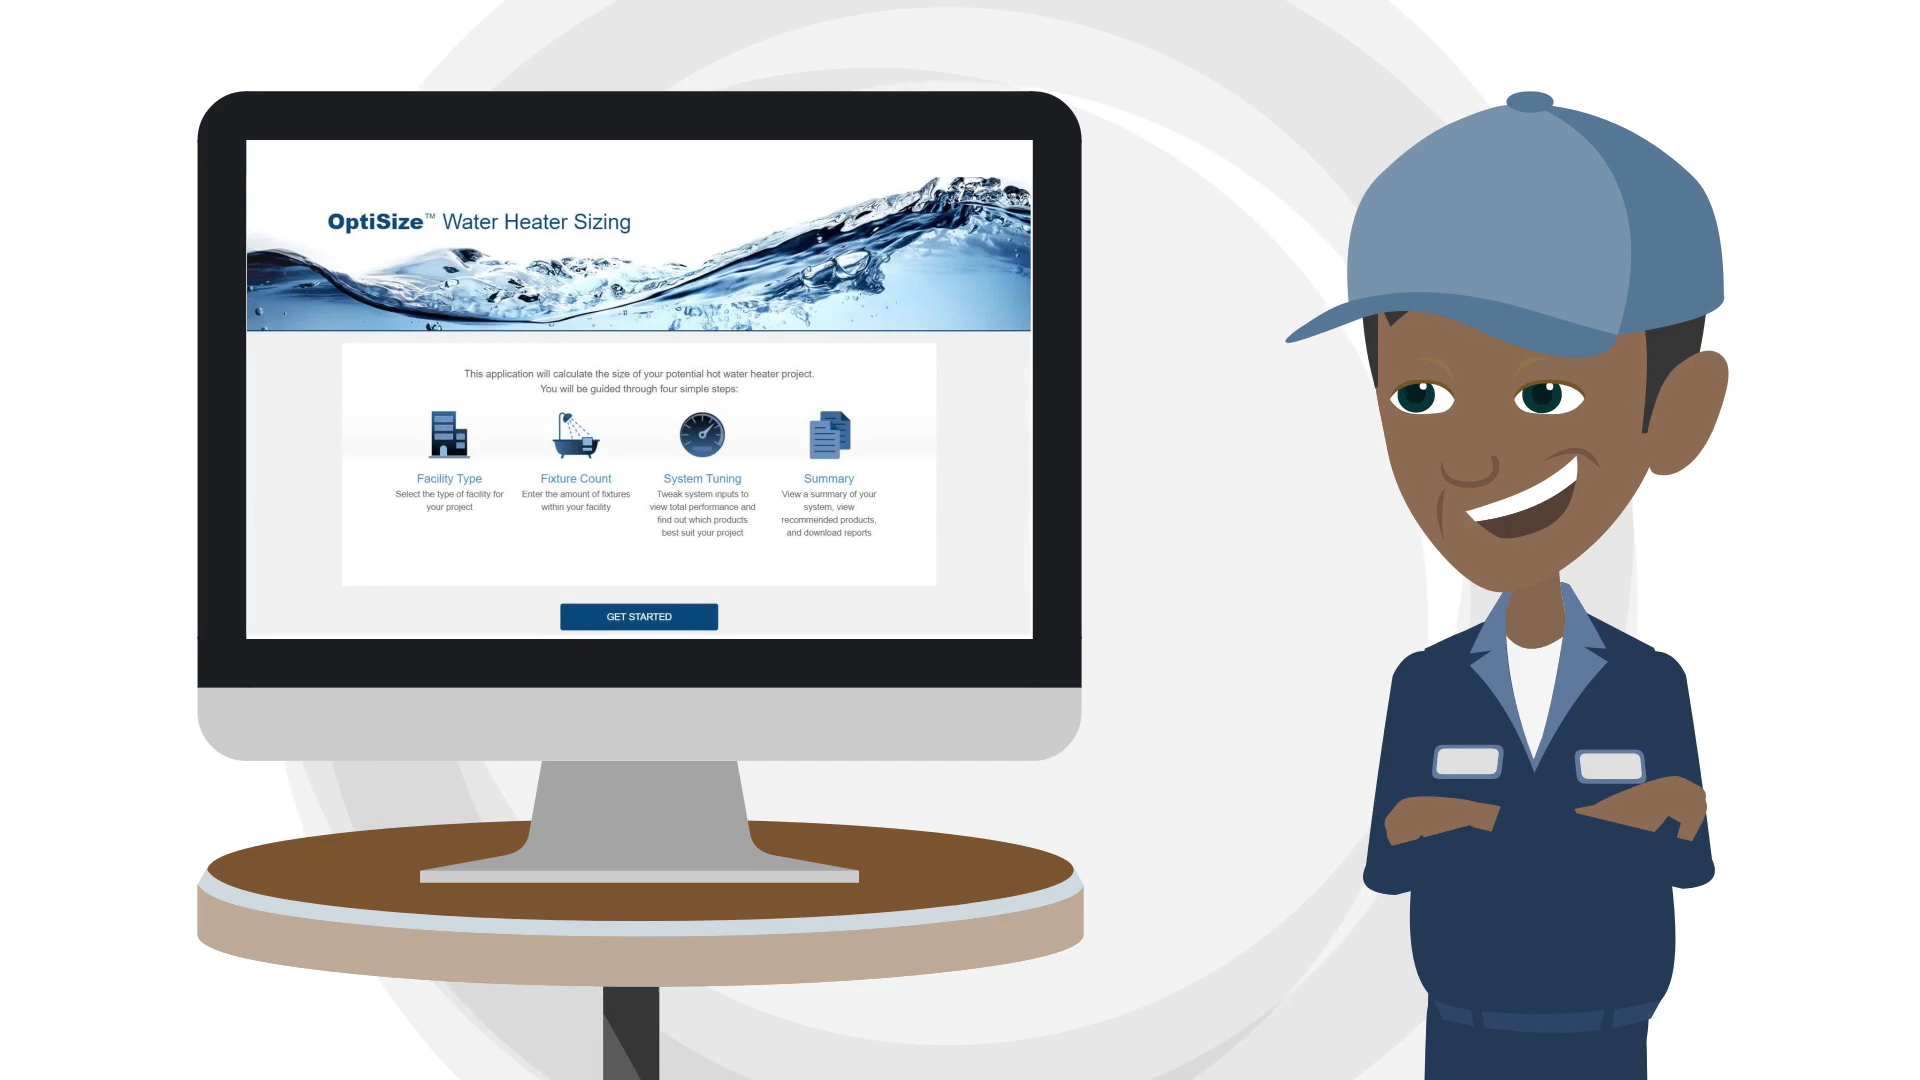 OptiSize™ Water Heater Sizing
This application will calculate the size of your potential hot water heater project.
You will be guided through four simple steps:
Facility Type
Select the type of facility for
your project
Fixture Count
Enter the amount of fixtures
within your facility
System Tuning
Tweak system inputs to
view total performance and
find out which products
best suit your project
Summary
View a summary of your
system, view
recommended products,
and download reports
GET STARTED